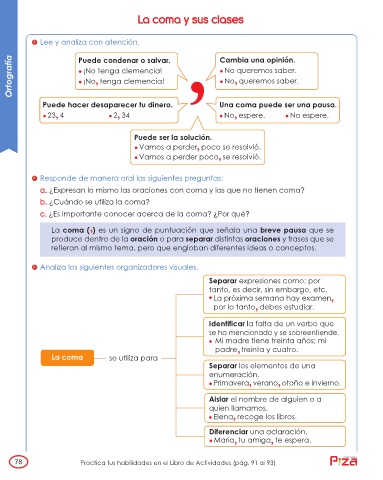 La coma y sus clases
Ortografía
Lee y analiza con atención.
Puede condenar o salvar.
¡No tenga clemencia!
¡No, tenga clemencia!
Cambia una opinión.
No queremos saber.
No, queremos saber.
,
Puede hacer desaparecer tu dinero.
23, 4
2, 34
Una coma puede ser una pausa.
No, espere.
No espere.
Puede ser la solución.
Vamos a perder, poco se resolvió.
Vamos a perder poco, se resolvió.
Responde de manera oral las siguientes preguntas:
a. ¿Expresan lo mismo las oraciones con coma y las que no tienen coma?
b. ¿Cuándo se utiliza la coma?
c. ¿Es importante conocer acerca de la coma? ¿Por qué?
La coma (,) es un signo de puntuación que señala una breve pausa que se
produce dentro de la oración o para separar distintas oraciones y frases que se
refieran al mismo tema, pero que engloban diferentes ideas o conceptos.
Analiza los siguientes organizadores visuales.
La coma
se utiliza para
Separar expresiones como: por
tanto, es decir, sin embargo, etc.
La próxima semana hay examen,
por lo tanto, debes estudiar.
Identificar la falta de un verbo que
se ha mencionado y se sobreentiende.
Mi madre tiene treinta años; mi
padre, treinta y cuatro.
Separar los elementos de una
enumeración.
Primavera, verano, otoño e invierno.
Aislar el nombre de alguien o a
quien llamamos.
Elena, recoge los libros.
Diferenciar una aclaración.
María, tu amiga, te espera.
78
Practica tus habilidades en el Libro de Actividades (pág. 91 al 93)